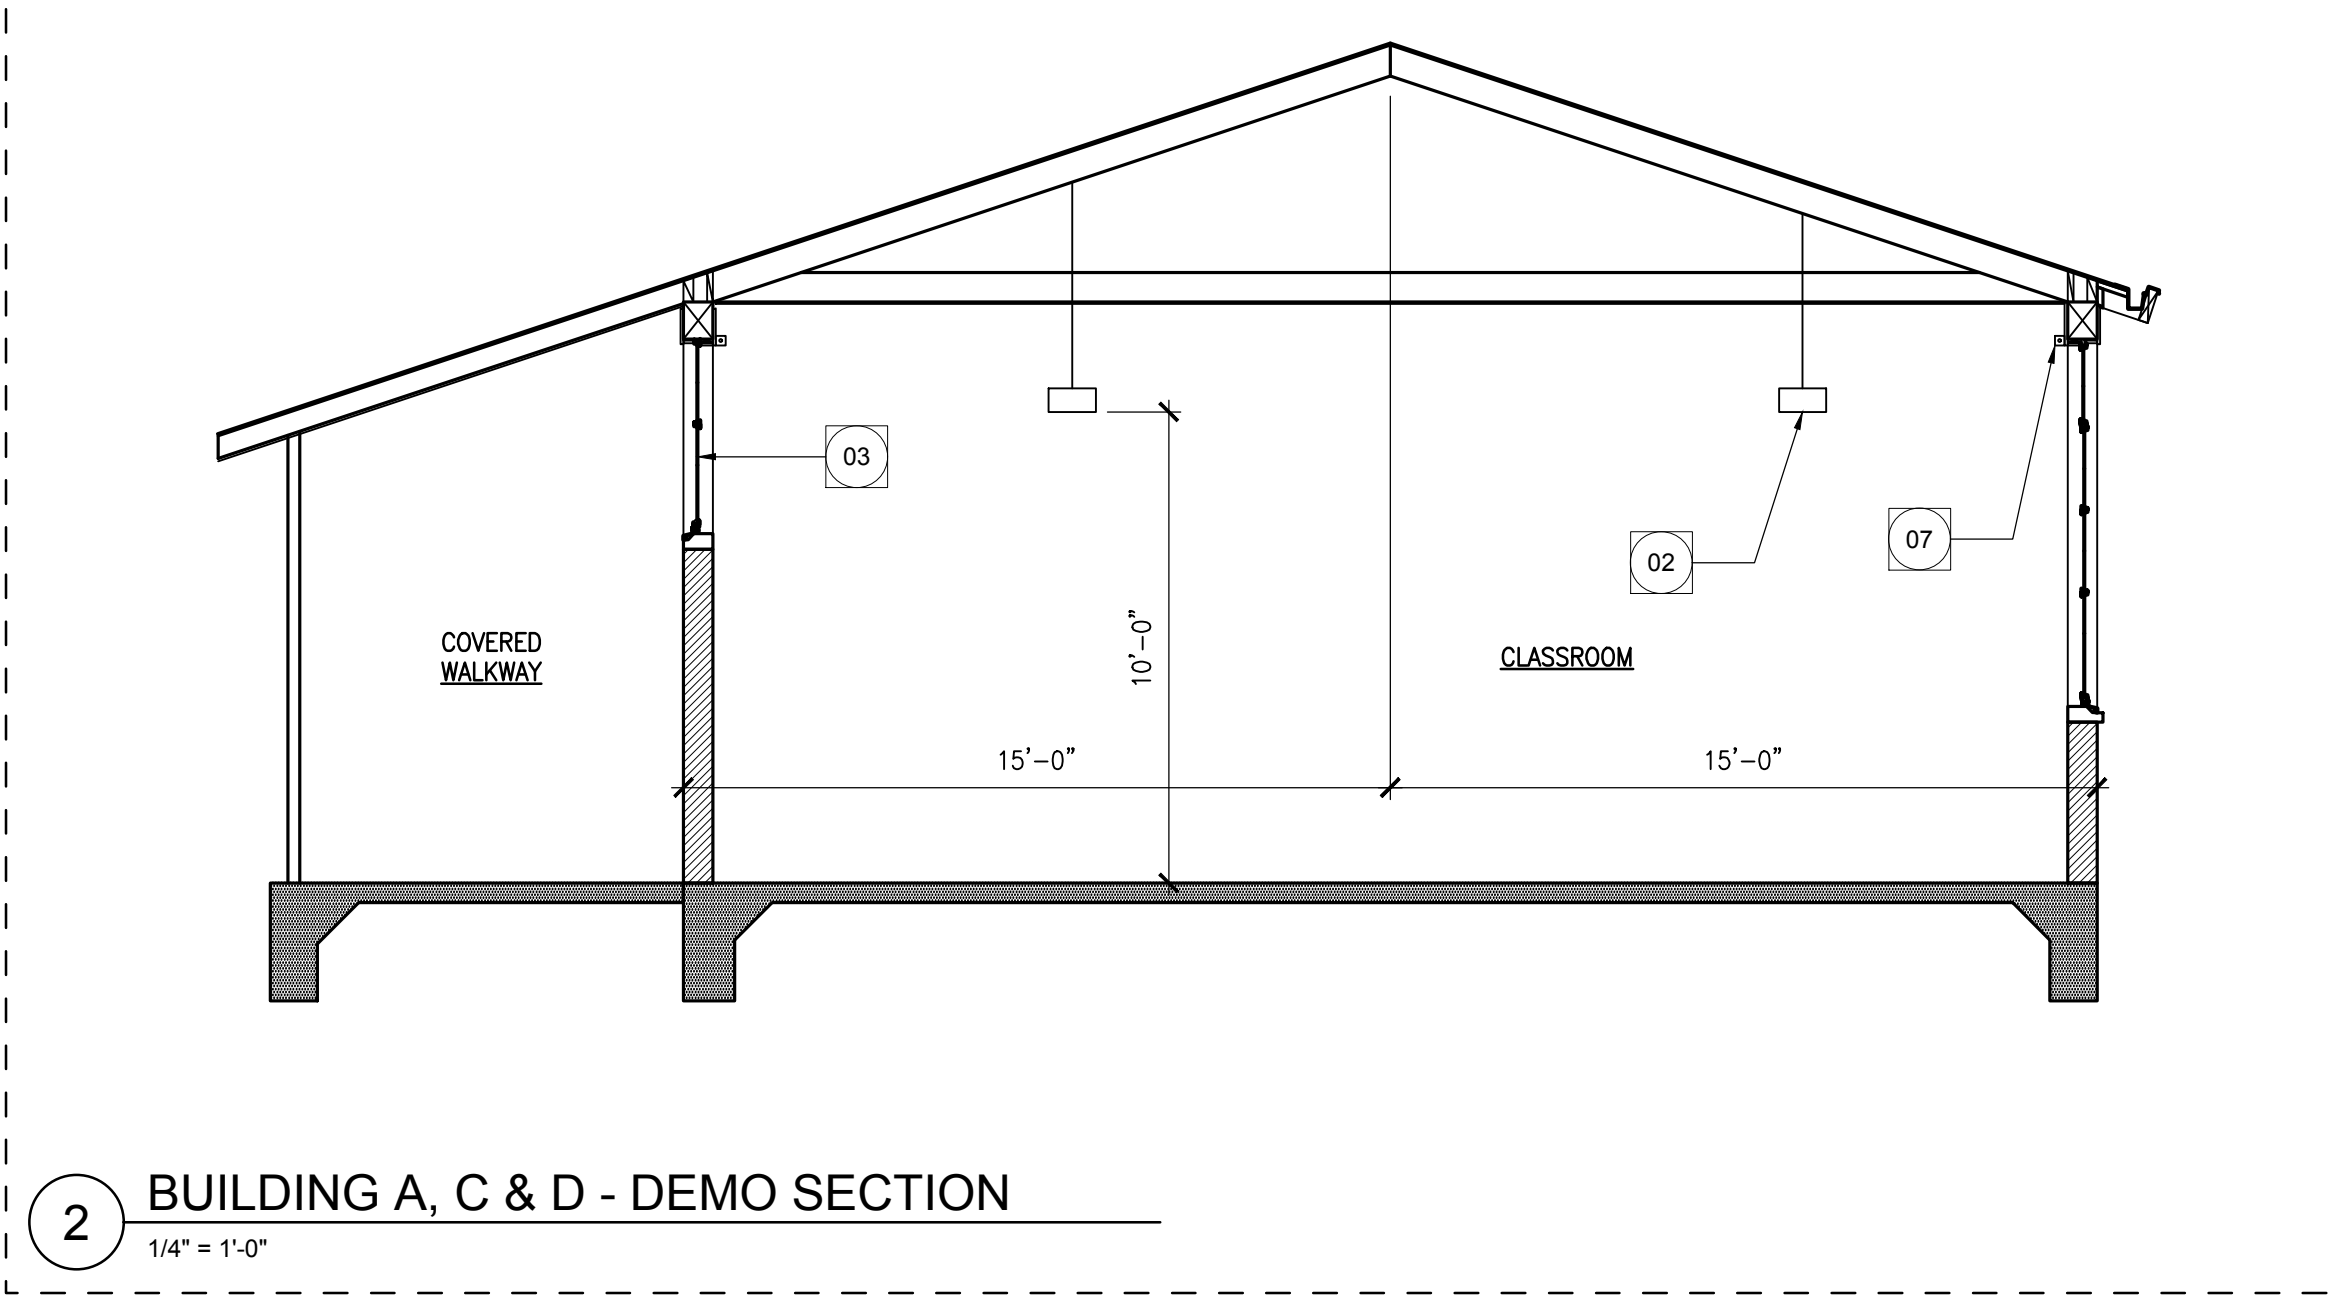 03
02
07
COVERED
WALKWAY
10'-0"
CLASSROOM
15'-0"
15'-0"
2
BUILDING A, C & D - DEMO SECTION
1/4" = 1'-0"